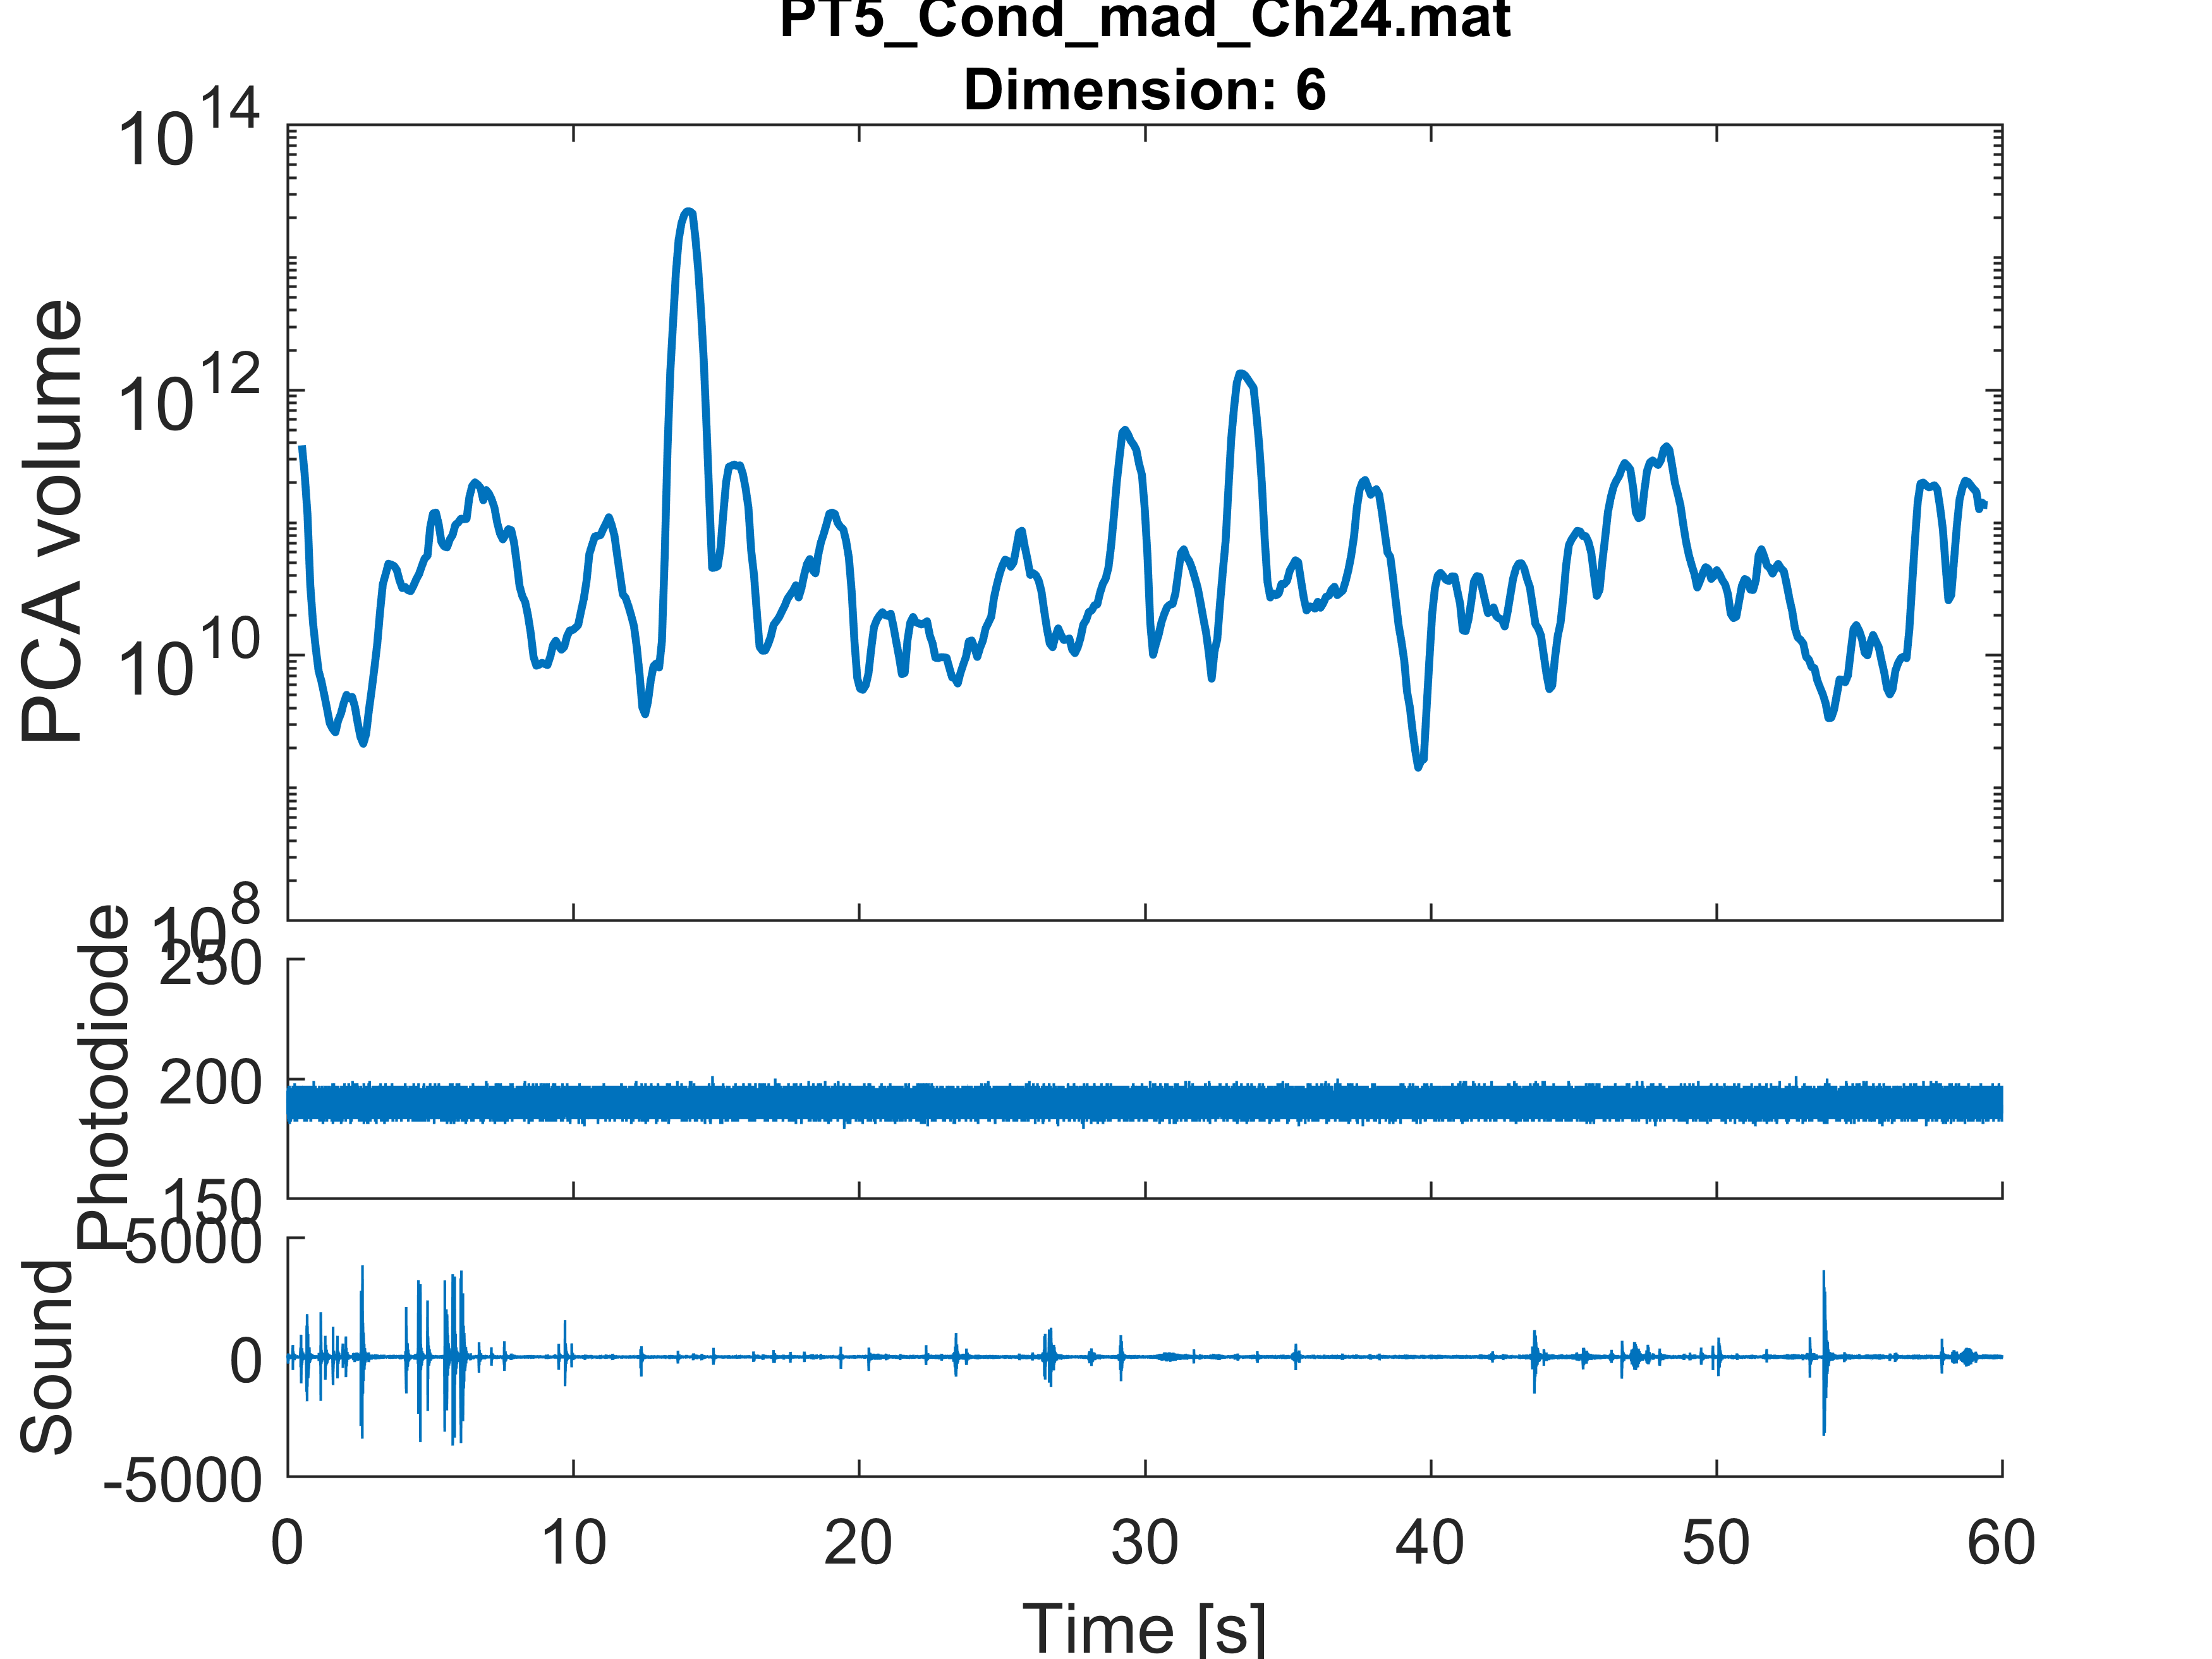 PT5_Cond_mad_Ch24.mat
Dimension: 6
10^14
10^12
10^10
10^8
PCA volume
250
200
150
Photodiode
5000
0
-5000
Sound
0 10 20 30 40 50 60
Time [s]